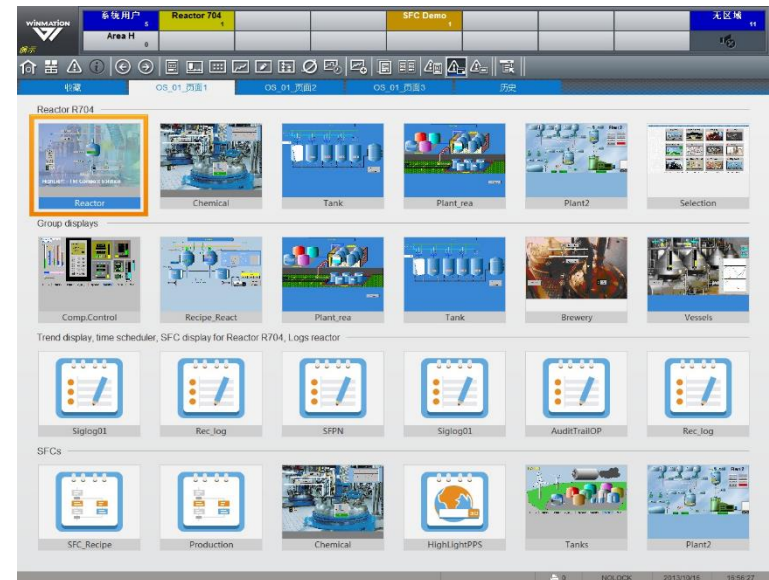 WINMATION
系统用户
5
Reactor 704
1
SFC Demo
1
无区域
11
Area H
0
演示
收藏
OS_01_页面1
OS_01_页面2
OS_01_页面3
历史
Reactor R704
Reactor
Chemical
Tank
Plant_rea
Plant2
Selection
Group displays
Comp.Control
Recipe_React
Plant_rea
Tank
Brewery
Vessels
Trend display, time scheduler, SFC display for Reactor R704, Logs reactor
Siglog01
Rec_log
SFPN
Siglog01
AuditTrailOP
Rec_log
SFCs
SFC_Recipe
Production
Chemical
HighLightPPS
Tanks
Plant2
0
NOLOCK
2013/10/15
16:56:27